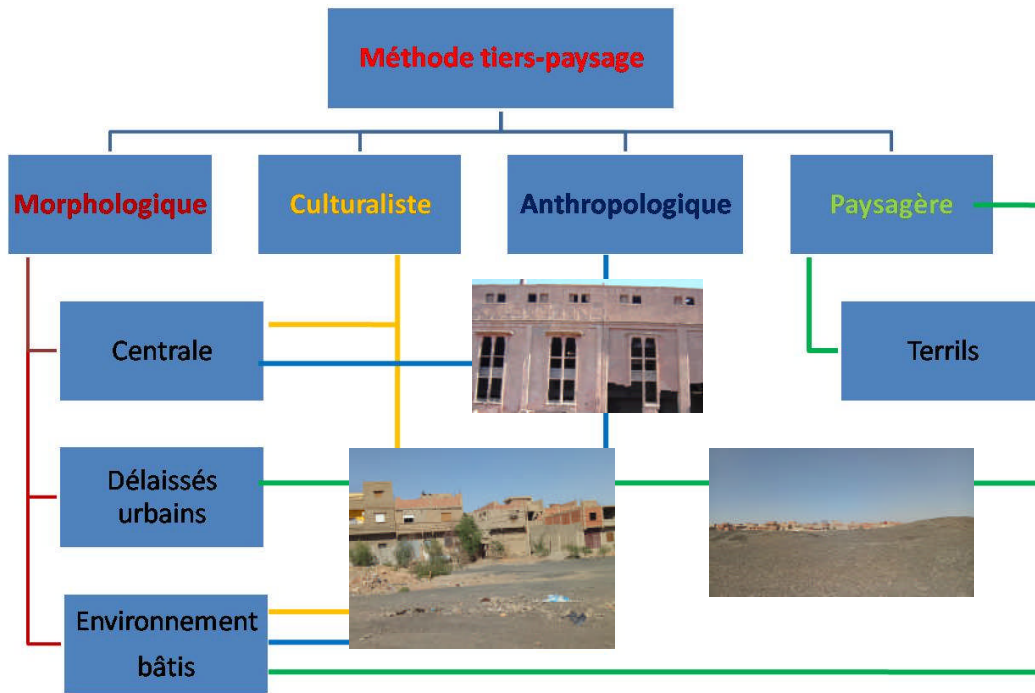 Méthode tiers-paysage
Morphologique
Culturaliste
Anthropologique
Paysagère
Centrale
Terrils
Délaissés
urbains
Environnement
bâtis